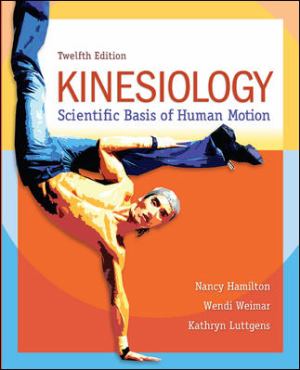 Twelfth Edition
KINESIOLOGY
Scientific Basis of Human Motion
Nancy Hamilton
Wendi Weimar
Kathryn Luttgens